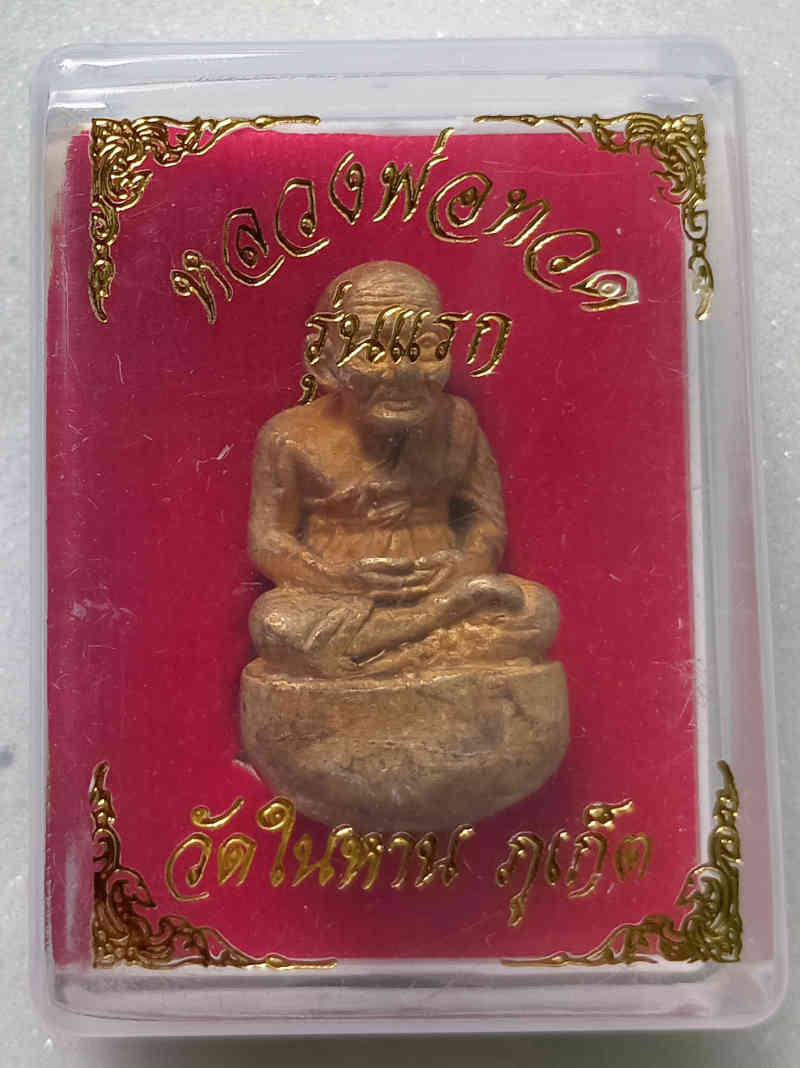 หลวงพ่อทวด
รุ่นแรก
วัดในหาน ภูเก็ต